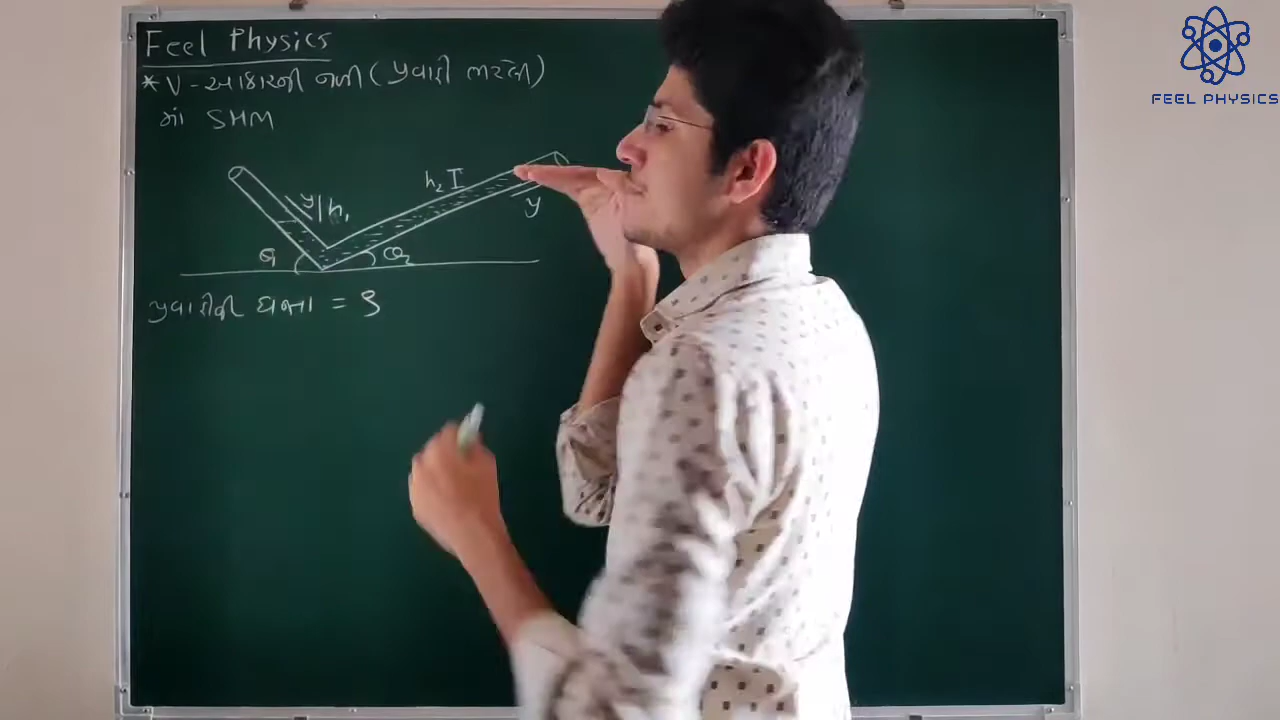 Feel Physics
* V - આકારની નળી ( પ્રવાહી ભરેલી )
માં SHM
FEEL PHYSICS
h₂ I
y
h₁
y
θ₁
θ₂
પ્રવાહીની ઘનતા = ρ